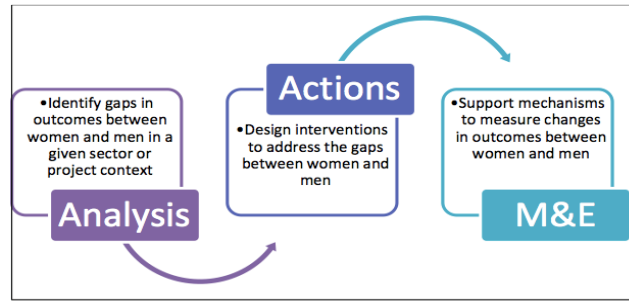 •Identify gaps in
outcomes between
women and men in a
given sector or
project context
Analysis
Actions
•Design interventions
to address the gaps
between women and
men
•Support mechanisms
to measure changes
in outcomes between
women and men
M&E